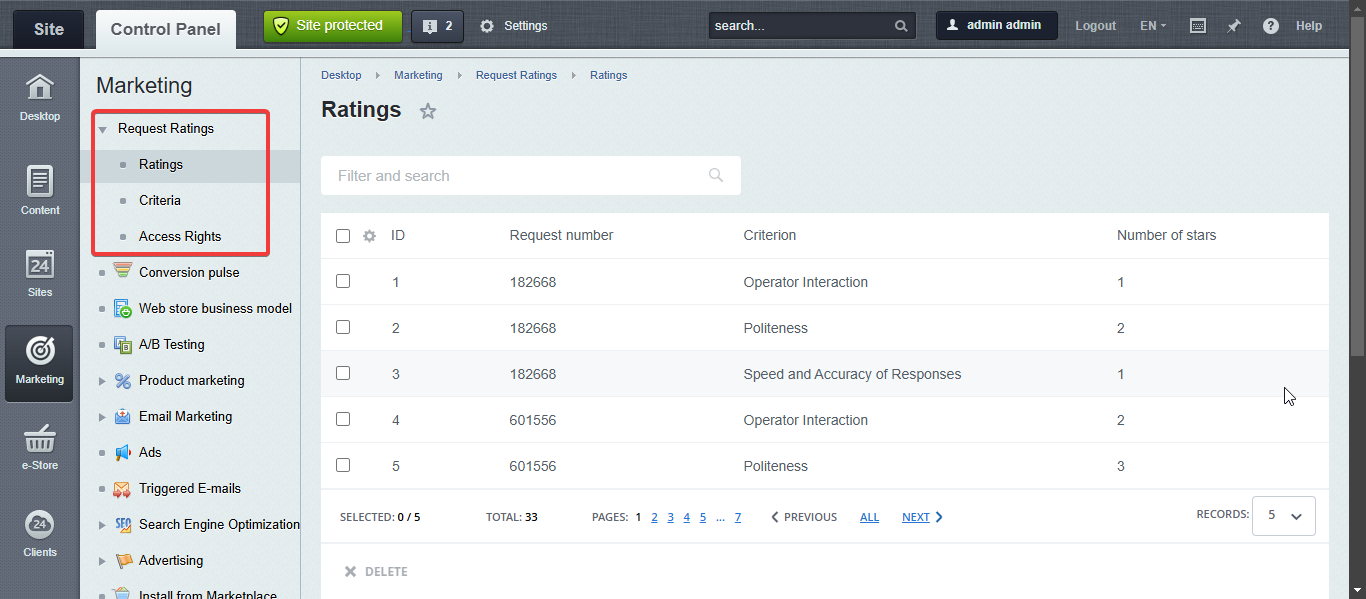 Site
Control Panel
Site protected
2
Settings
search...
admin admin
Logout
EN
Help
Desktop
Content
24
Sites
Marketing
e-Store
24
Clients
Marketing
Request Ratings
Ratings
Criteria
Access Rights
Conversion pulse
Web store business model
A/B Testing
Product marketing
Email Marketing
Ads
Triggered E-mails
SEO Search Engine Optimization
Advertising
Install from Marketplace
Desktop Marketing Request Ratings Ratings
Ratings
Filter and search
ID Request number Criterion Number of stars
1 182668 Operator Interaction 1
2 182668 Politeness 2
3 182668 Speed and Accuracy of Responses 1
4 601556 Operator Interaction 2
5 601556 Politeness 3
SELECTED: 0 / 5 TOTAL: 33 PAGES: 1 2 3 4 5 ... 7 PREVIOUS ALL NEXT RECORDS: 5
DELETE